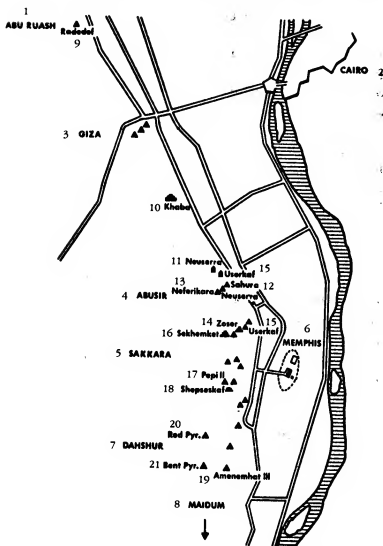 1
ABU RUASH
Radedef
9
CAIRO 2
3 GIZA
10 Khaba
11 Neuserra
15
Userkaf
13
Sahura
12
Neferikara
Neuserra
4 ABUSIR
14 Zoser
15
Userkaf
16 Sekhemket
6
MEMPHIS
5 SAKKARA
17 Pepi II
18 Shepseskaf
20
Red Pyr.
7 DAHSHUR
21 Bent Pyr.
19
Amenemhat III
8 MAIDUM